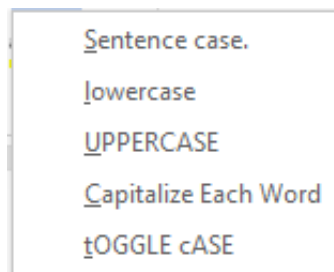 Sentence case.
lowercase
UPPERCASE
Capitalize Each Word
tOGGLE cASE